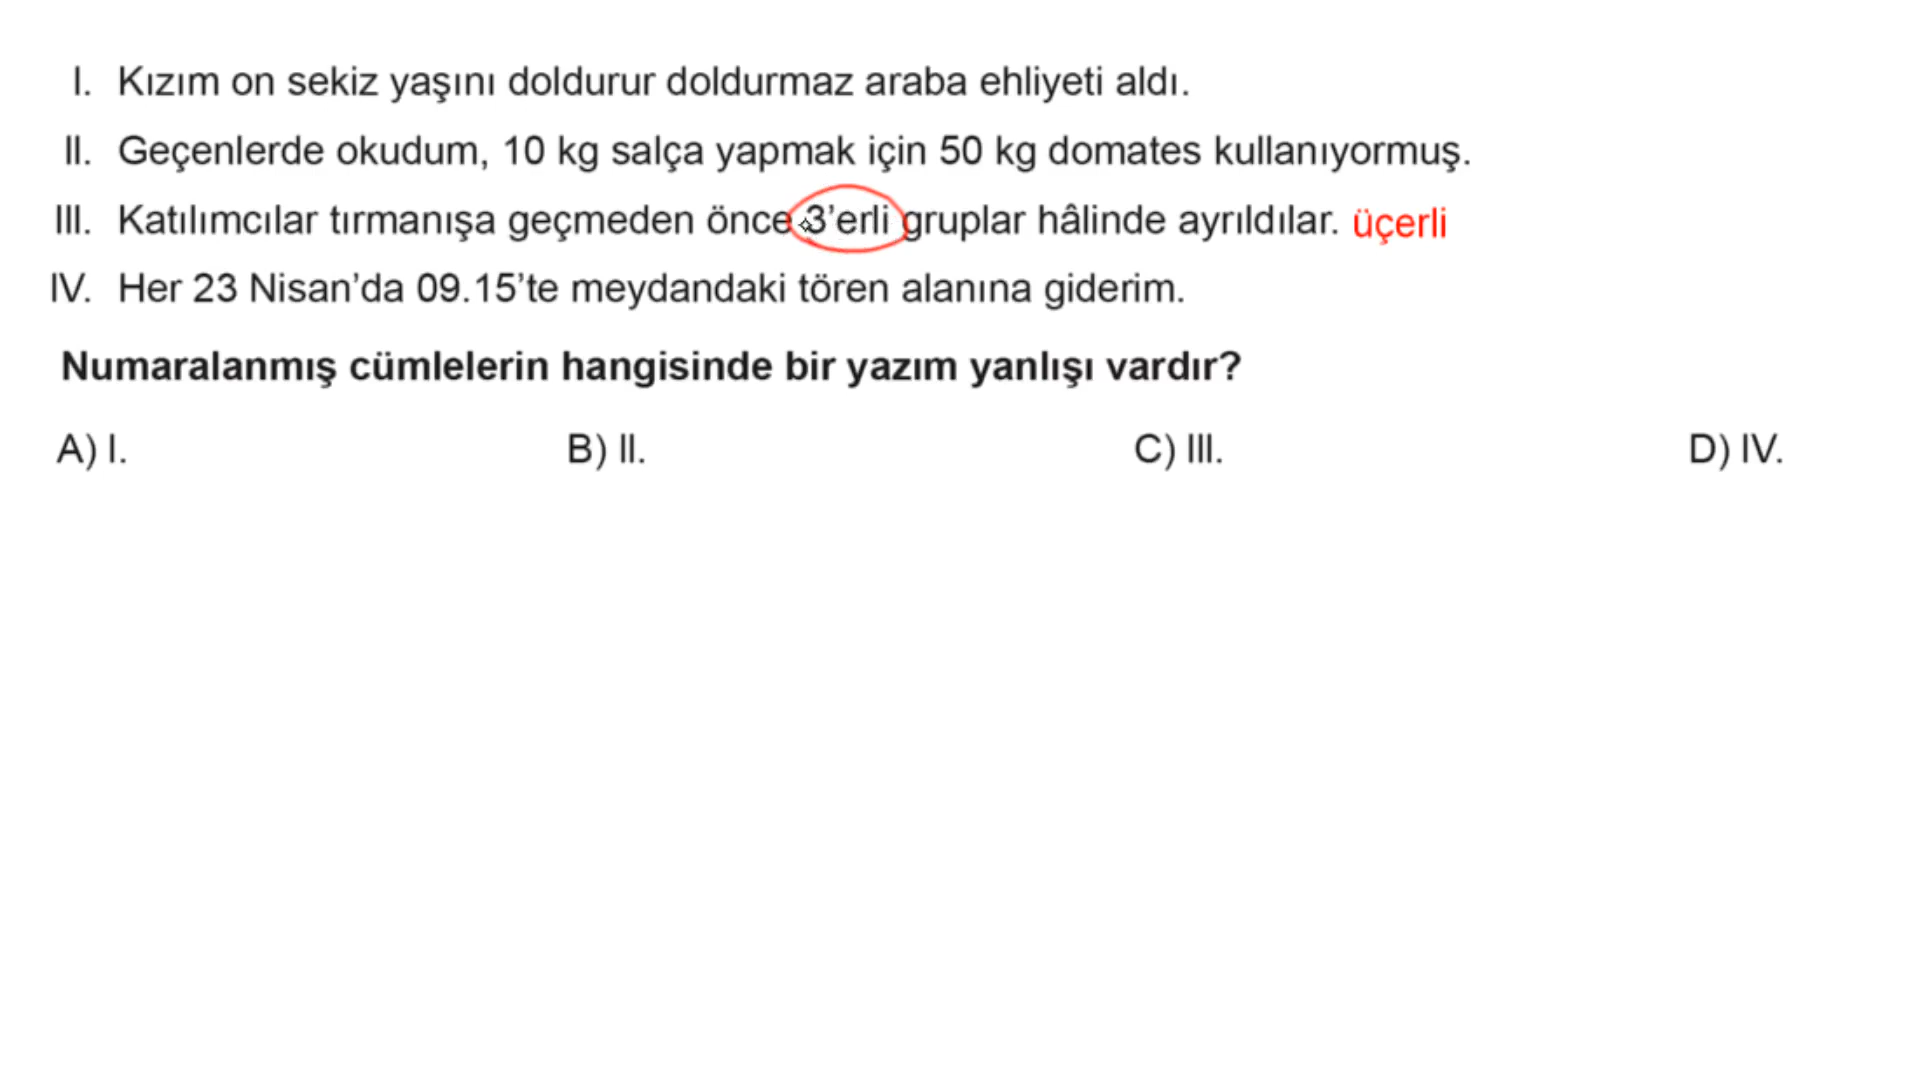 I. Kızım on sekiz yaşını doldurur doldurmaz araba ehliyeti aldı.
II. Geçenlerde okudum, 10 kg salça yapmak için 50 kg domates kullanıyormuş.
III. Katılımcılar tırmanışa geçmeden önce 3’erli gruplar hâlinde ayrıldılar. üçerli
IV. Her 23 Nisan’da 09.15’te meydandaki tören alanına giderim.
Numaralanmış cümlelerin hangisinde bir yazım yanlışı vardır?
A) I. B) II. C) III. D) IV.